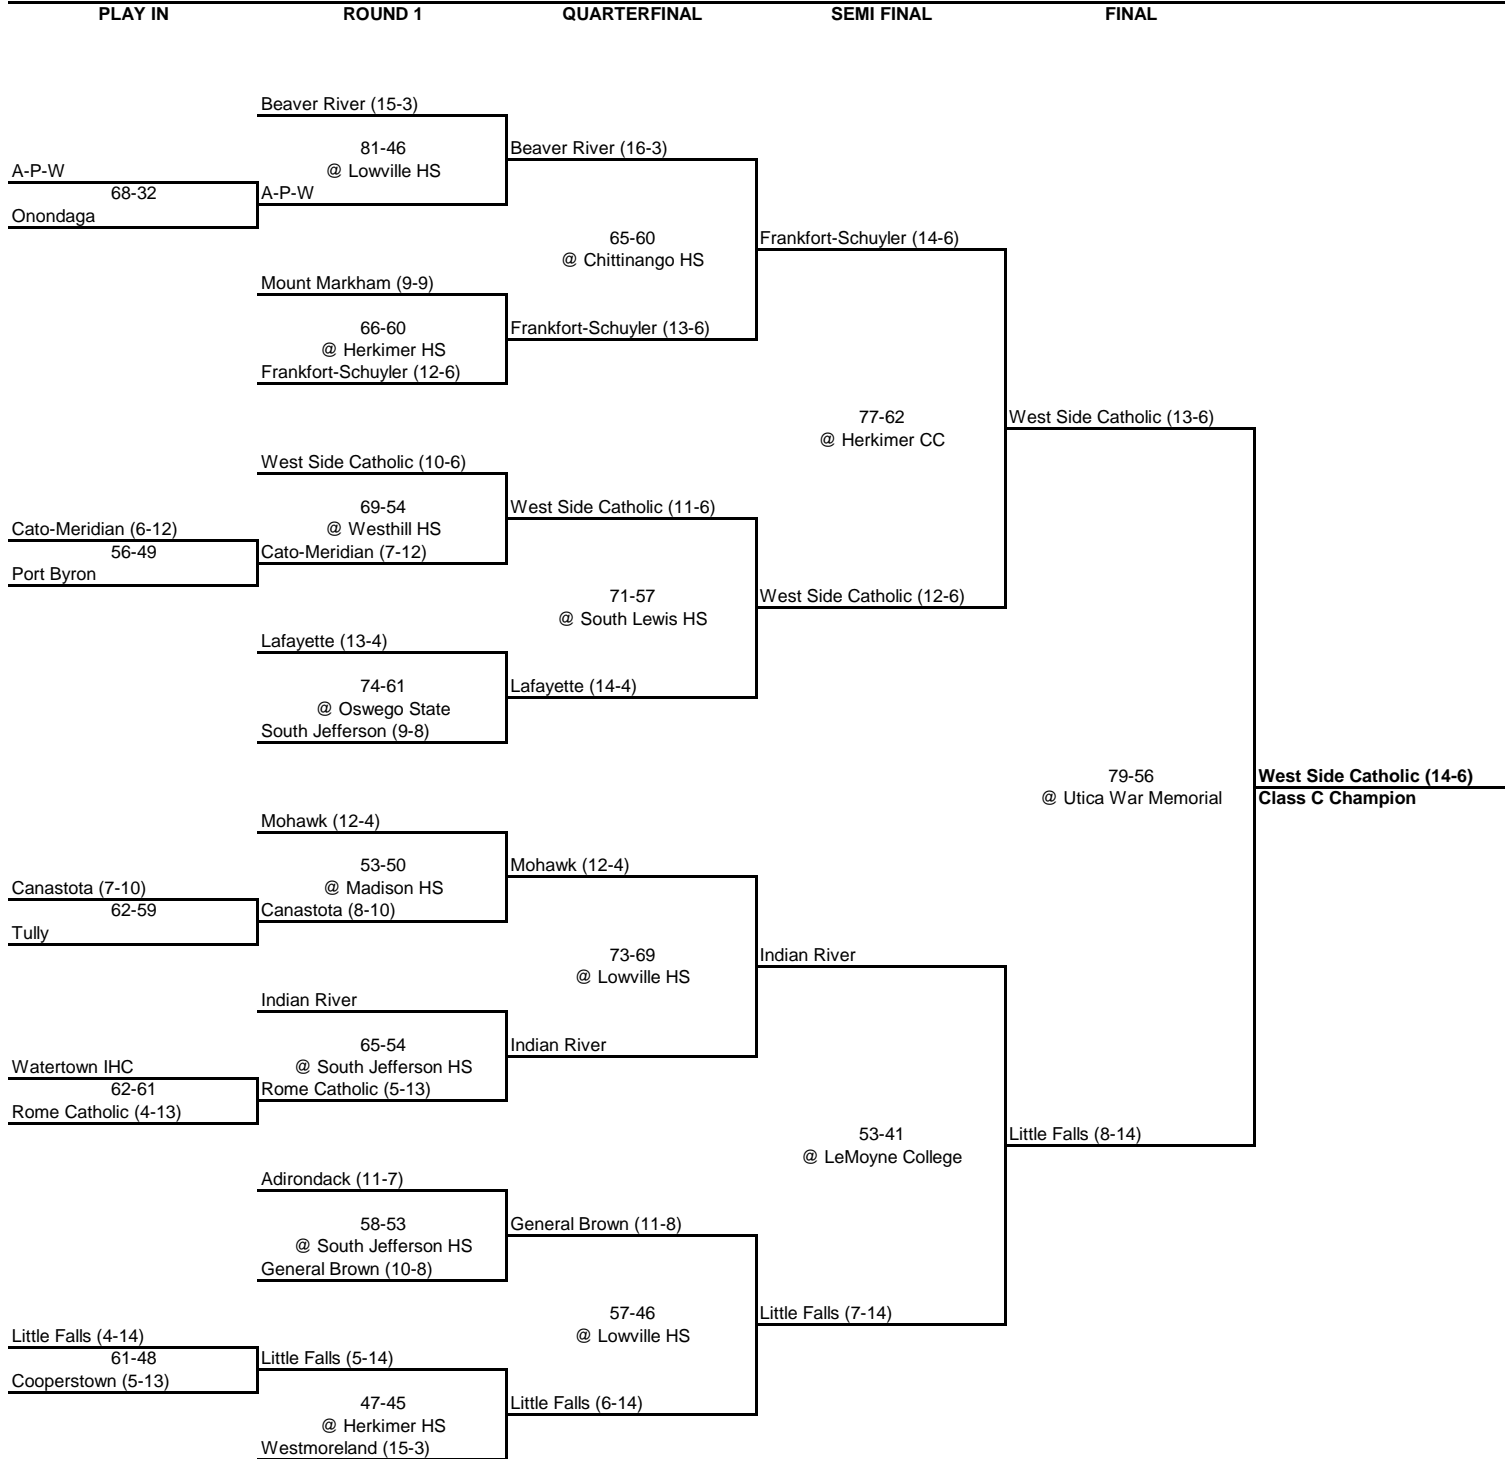 PLAY IN ROUND 1 QUARTERFINAL SEMI FINAL FINAL
Beaver River (15-3)
81-46
@ Lowville HS
Beaver River (16-3)
A-P-W
68-32
A-P-W
Onondaga
65-60
@ Chittinango HS
Frankfort-Schuyler (14-6)
Mount Markham (9-9)
66-60
@ Herkimer HS
Frankfort-Schuyler (13-6)
Frankfort-Schuyler (12-6)
77-62
@ Herkimer CC
West Side Catholic (13-6)
West Side Catholic (10-6)
69-54
@ Westhill HS
West Side Catholic (11-6)
Cato-Meridian (6-12)
56-49
Cato-Meridian (7-12)
Port Byron
71-57
@ South Lewis HS
West Side Catholic (12-6)
Lafayette (13-4)
74-61
@ Oswego State
Lafayette (14-4)
South Jefferson (9-8)
79-56
@ Utica War Memorial
West Side Catholic (14-6)
Class C Champion
Mohawk (12-4)
53-50
@ Madison HS
Mohawk (12-4)
Canastota (7-10)
62-59
Canastota (8-10)
Tully
73-69
@ Lowville HS
Indian River
Indian River
65-54
@ South Jefferson HS
Indian River
Watertown IHC
62-61
Rome Catholic (5-13)
Rome Catholic (4-13)
53-41
@ LeMoyne College
Little Falls (8-14)
Adirondack (11-7)
58-53
@ South Jefferson HS
General Brown (11-8)
General Brown (10-8)
57-46
@ Lowville HS
Little Falls (7-14)
Little Falls (4-14)
61-48
Little Falls (5-14)
Cooperstown (5-13)
47-45
@ Herkimer HS
Little Falls (6-14)
Westmoreland (15-3)